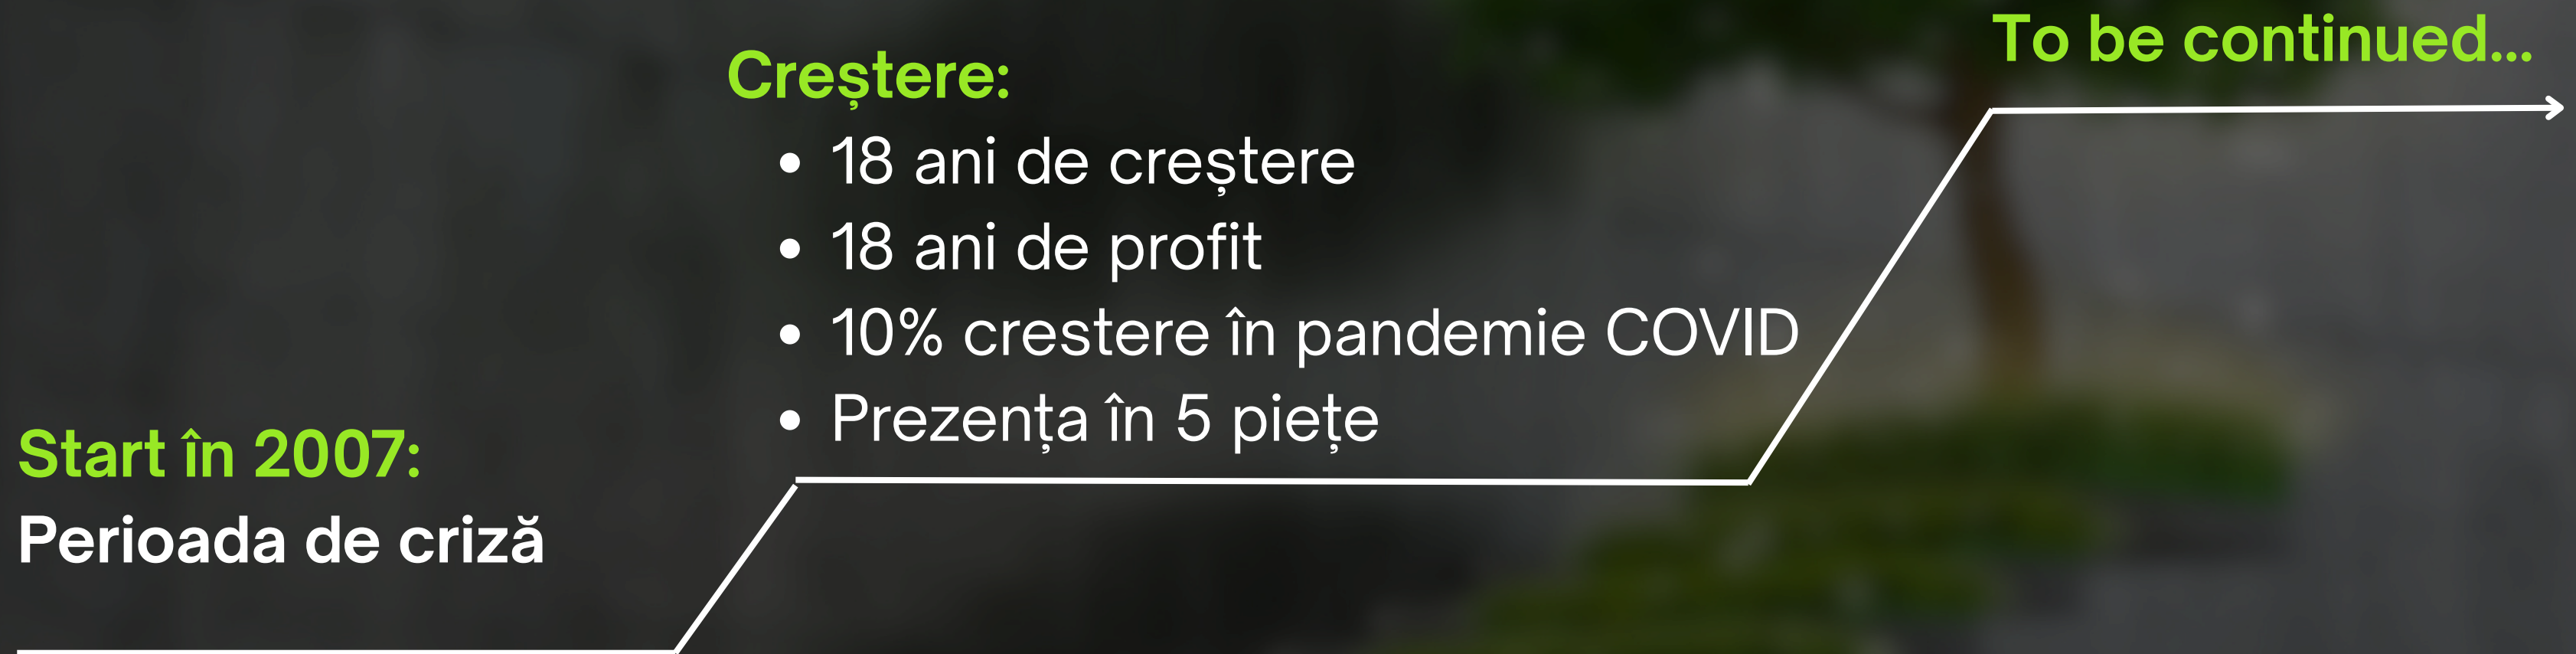 Start în 2007:
Perioada de criză
Creștere:
18 ani de creștere
18 ani de profit
10% crestere în pandemie COVID
Prezența în 5 piețe
To be continued...